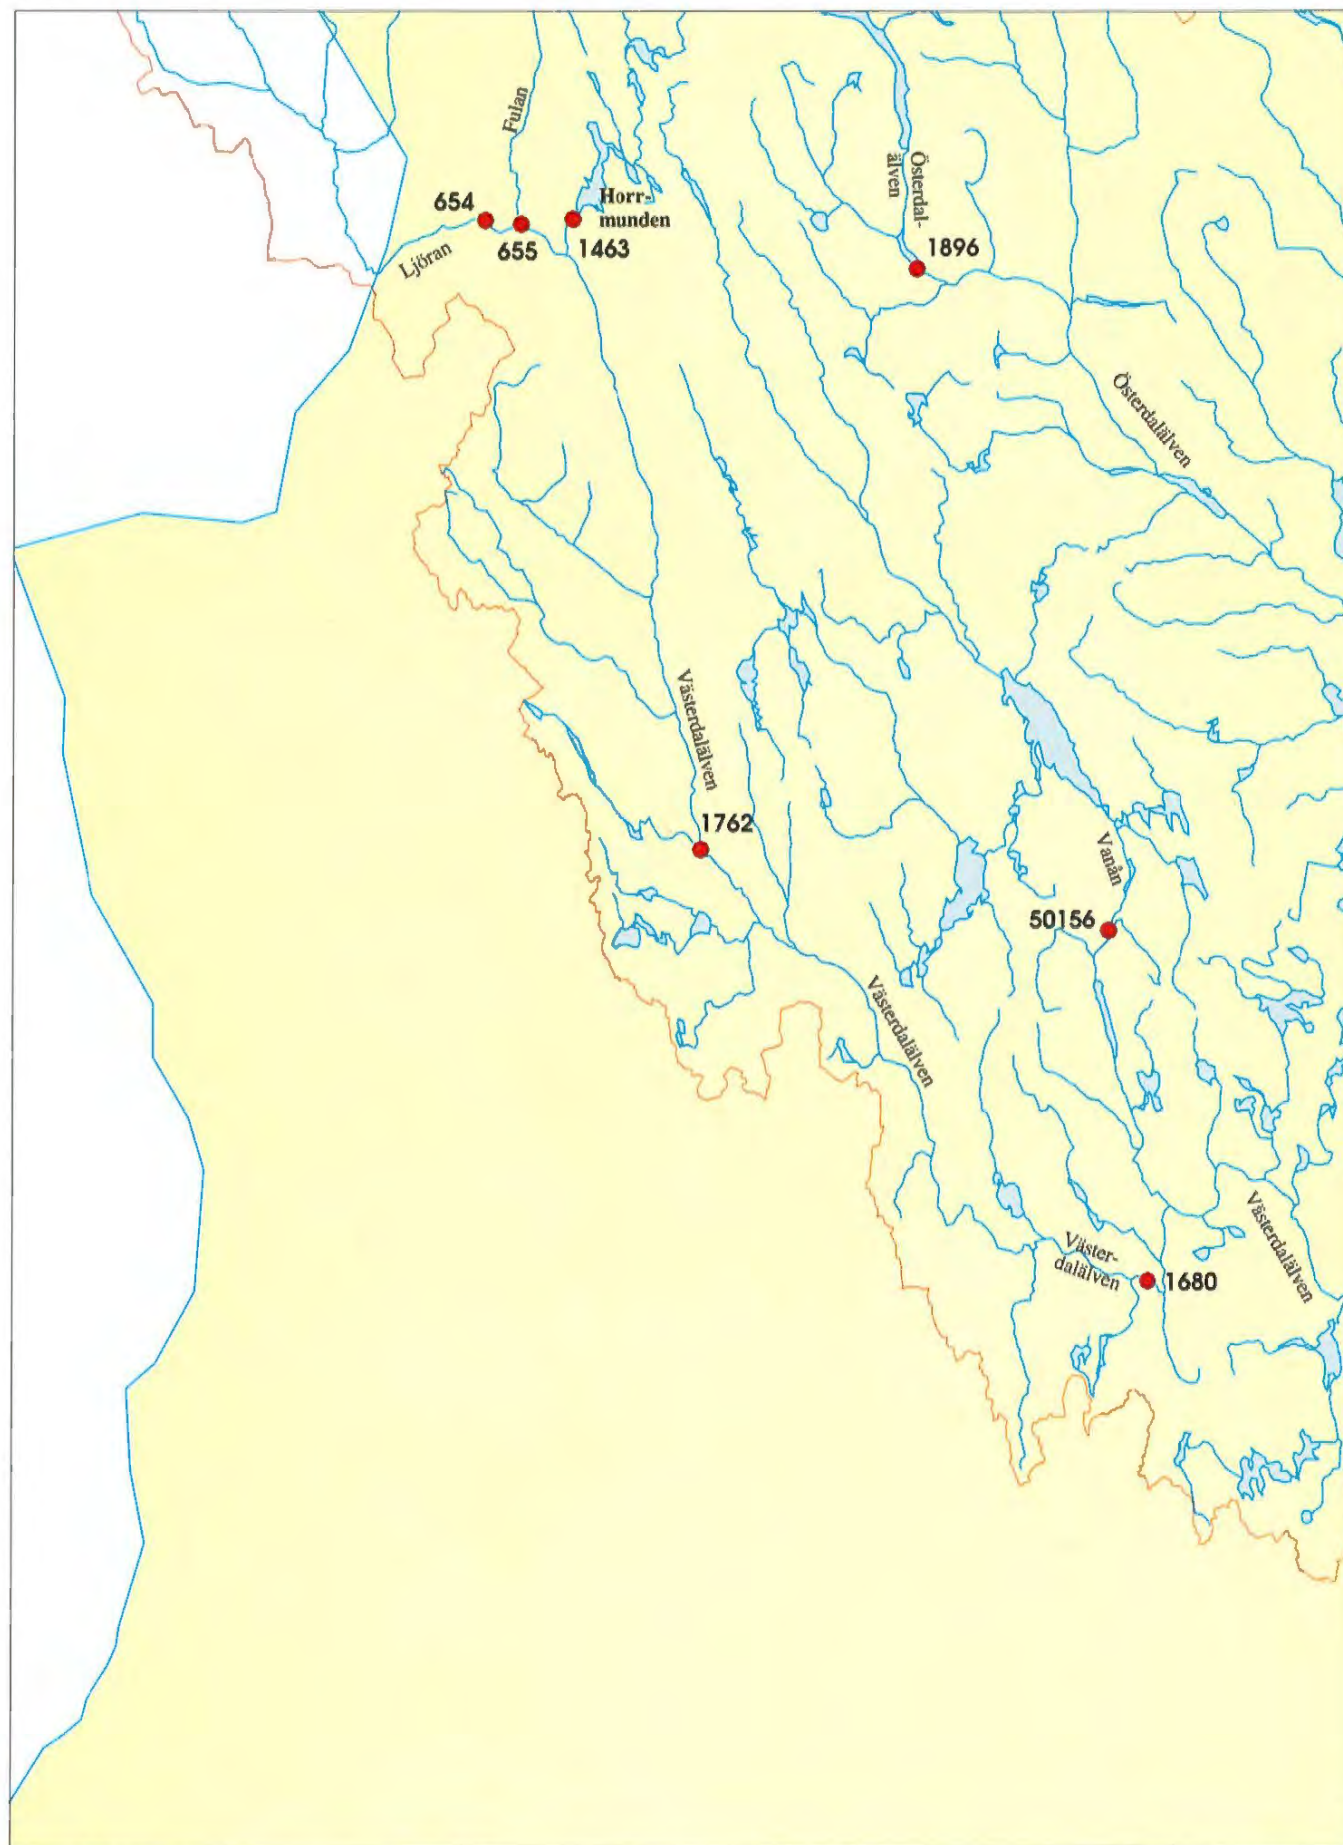 Fulan
Österdal-
älven
654
Horr-
munden
Ljöran
655
1463
1896
Österdalälven
Västerdalälven
1762
Vanån
50156
Västerdalälven
Väster-
dalälven
1680
Västerdalälven